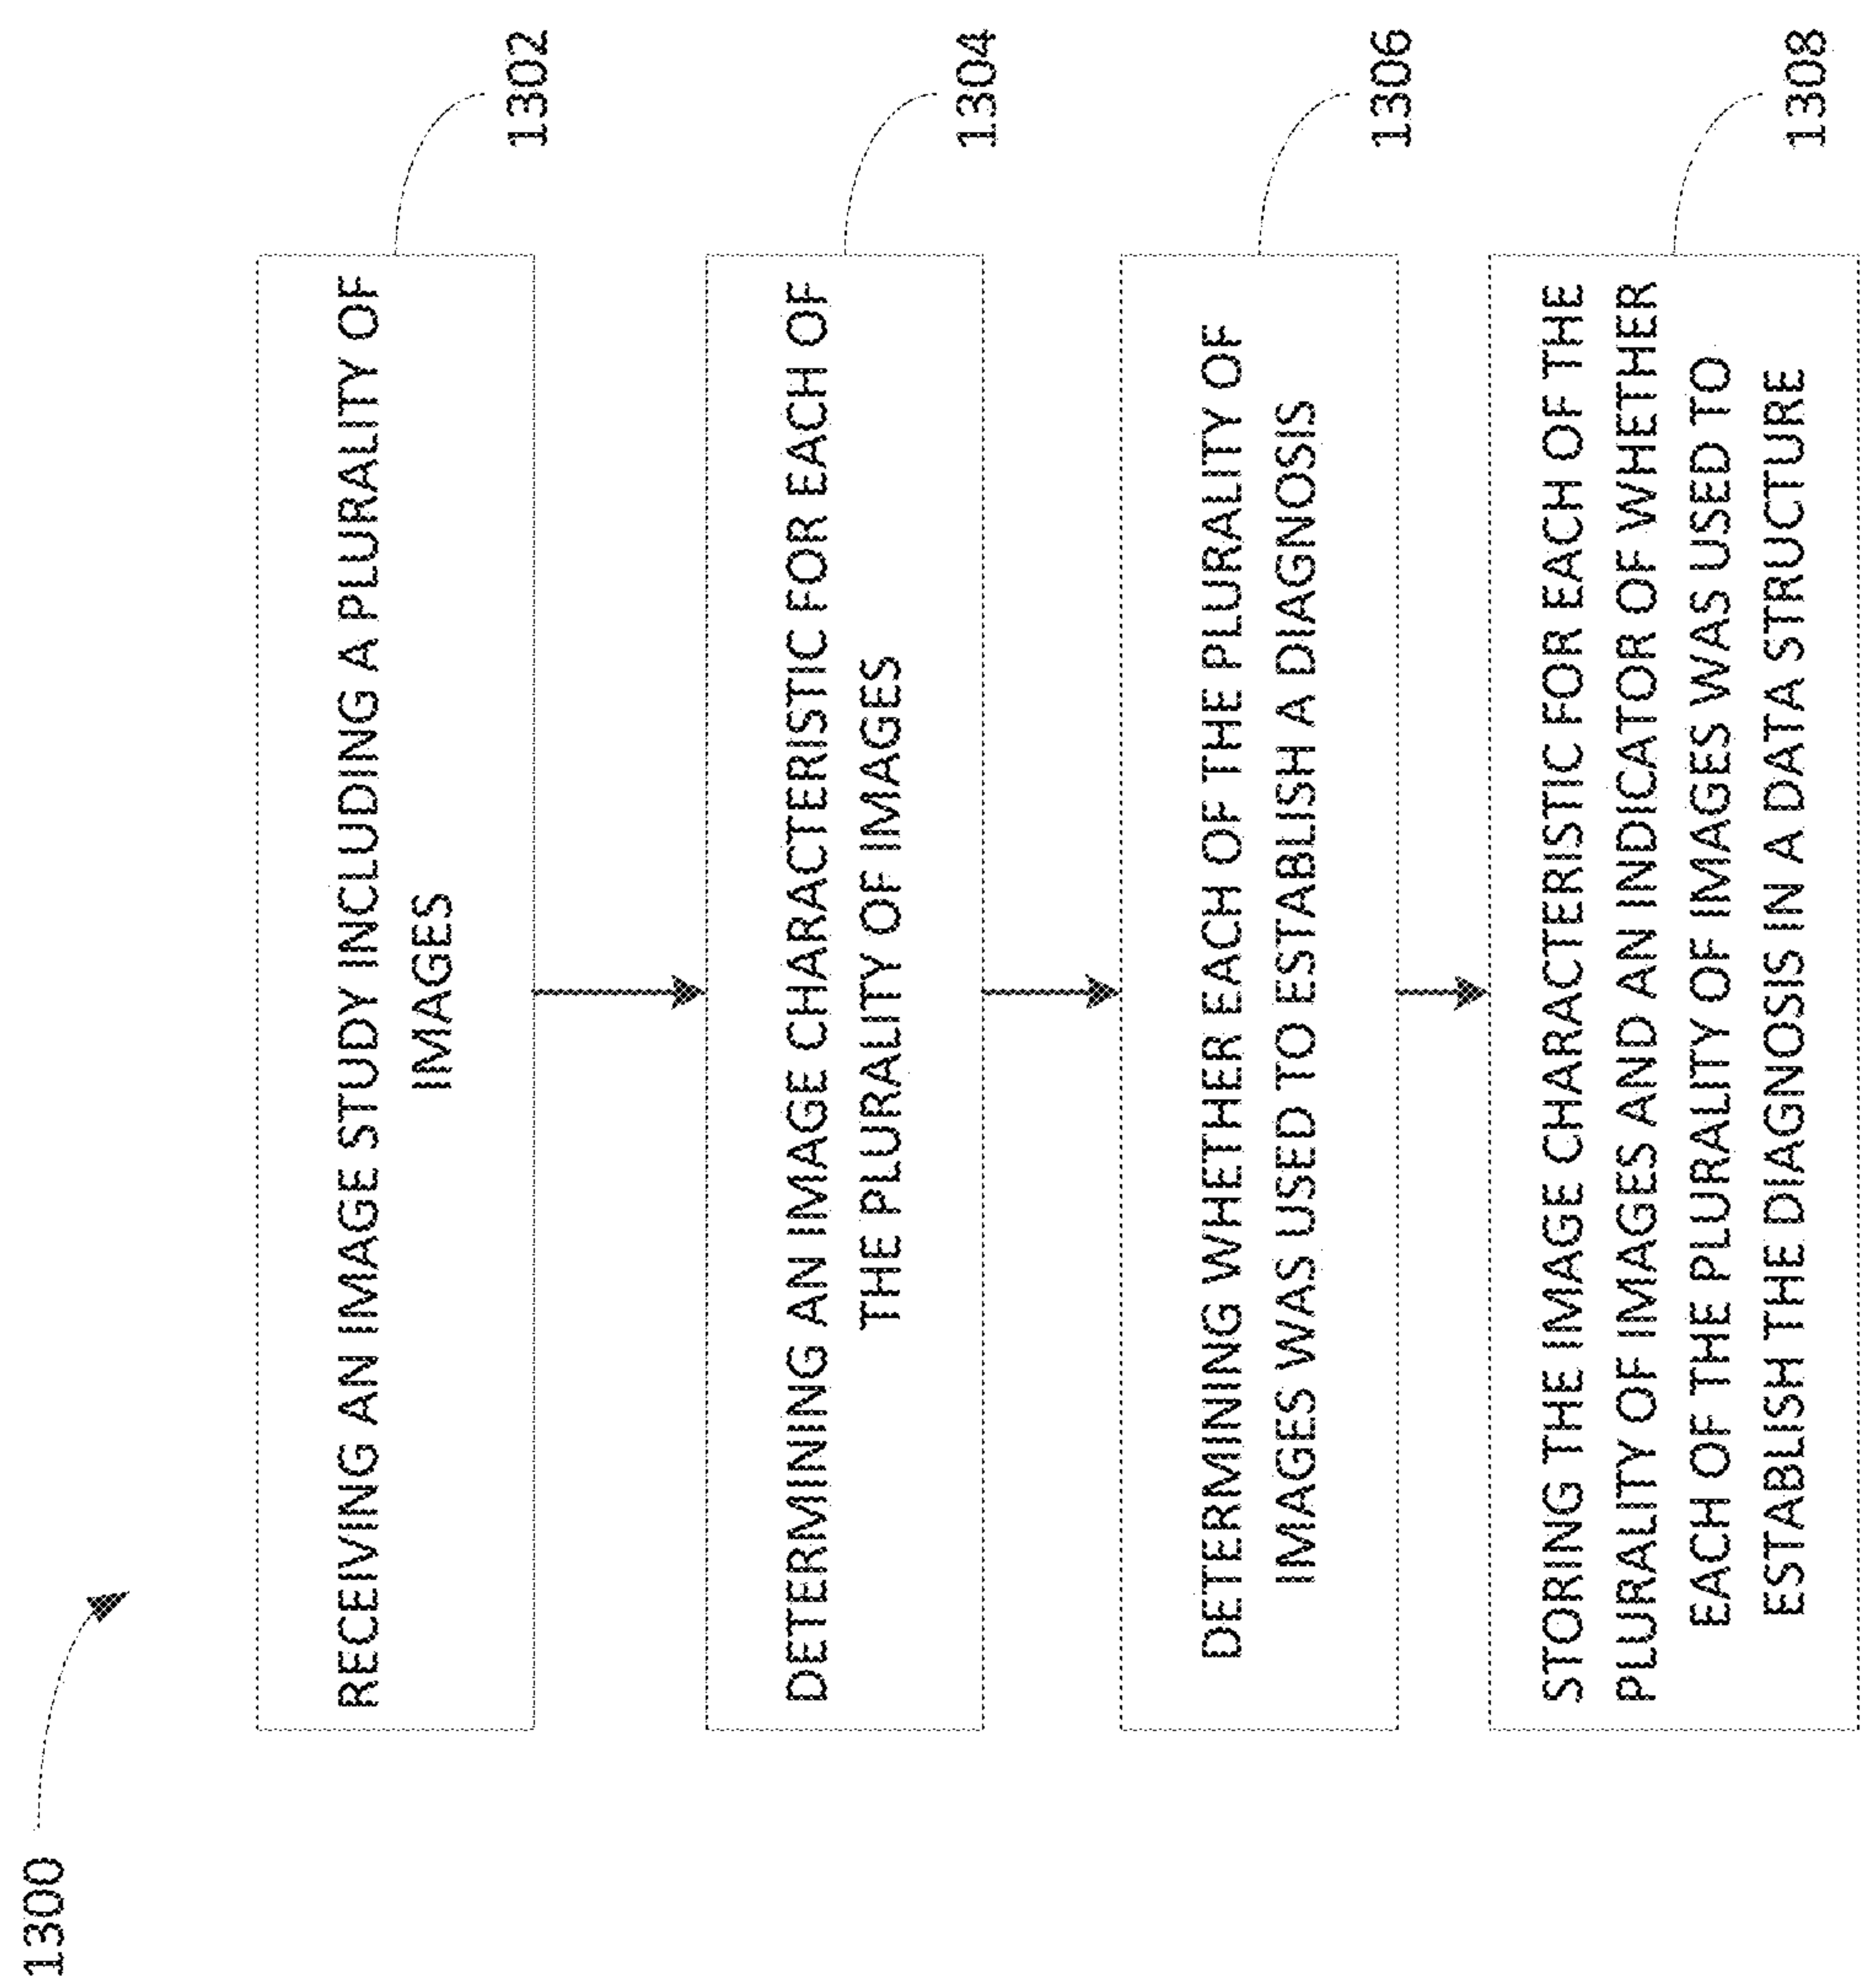 1300
RECEIVING AN IMAGE STUDY INCLUDING A PLURALITY OF
IMAGES
1302
DETERMINING AN IMAGE CHARACTERISTIC FOR EACH OF
THE PLURALITY OF IMAGES
1304
DETERMINING WHETHER EACH OF THE PLURALITY OF
IMAGES WAS USED TO ESTABLISH A DIAGNOSIS
1306
STORING THE IMAGE CHARACTERISTIC FOR EACH OF THE
PLURALITY OF IMAGES AND AN INDICATOR OF WHETHER
EACH OF THE PLURALITY OF IMAGES WAS USED TO
ESTABLISH THE DIAGNOSIS IN A DATA STRUCTURE
1308